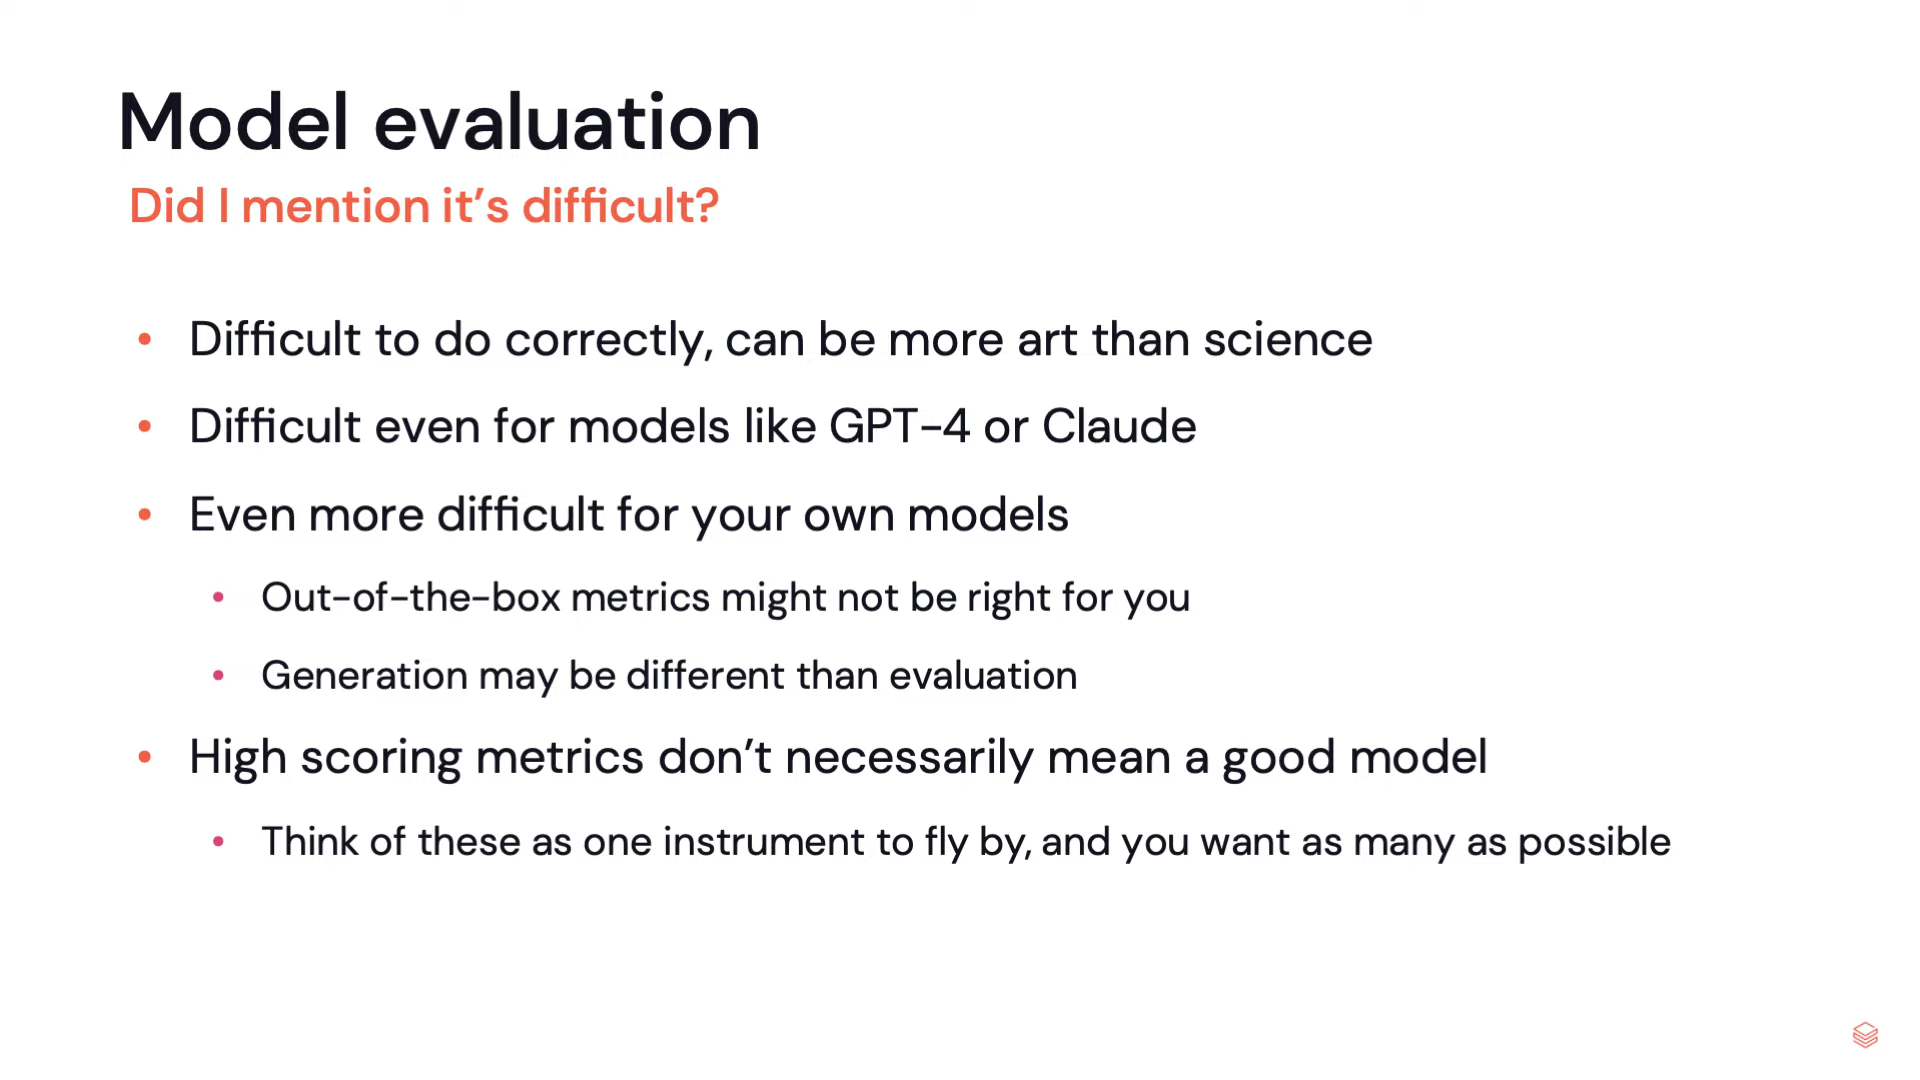 Model evaluation
Did I mention it's difficult?
• Difficult to do correctly, can be more art than science
• Difficult even for models like GPT-4 or Claude
• Even more difficult for your own models
• Out-of-the-box metrics might not be right for you
• Generation may be different than evaluation
• High scoring metrics don't necessarily mean a good model
• Think of these as one instrument to fly by, and you want as many as possible